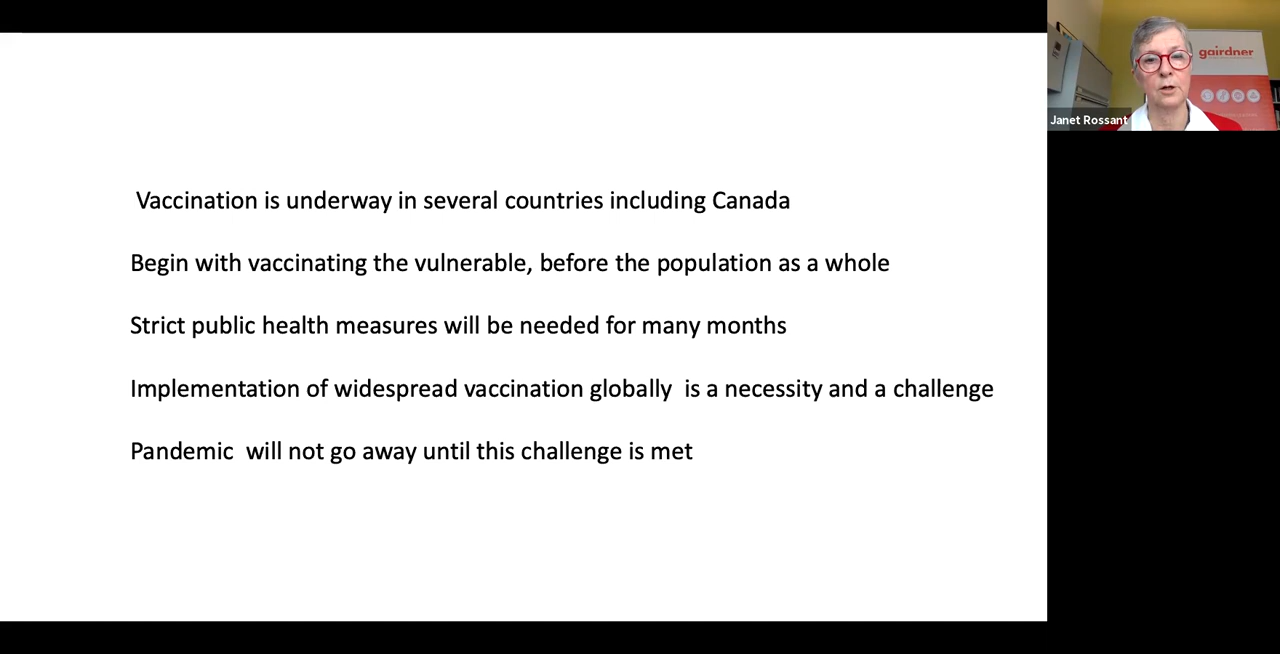 Vaccination is underway in several countries including Canada
Begin with vaccinating the vulnerable, before the population as a whole
Strict public health measures will be needed for many months
Implementation of widespread vaccination globally  is a necessity and a challenge
Pandemic  will not go away until this challenge is met
gairdner
Janet Rossant